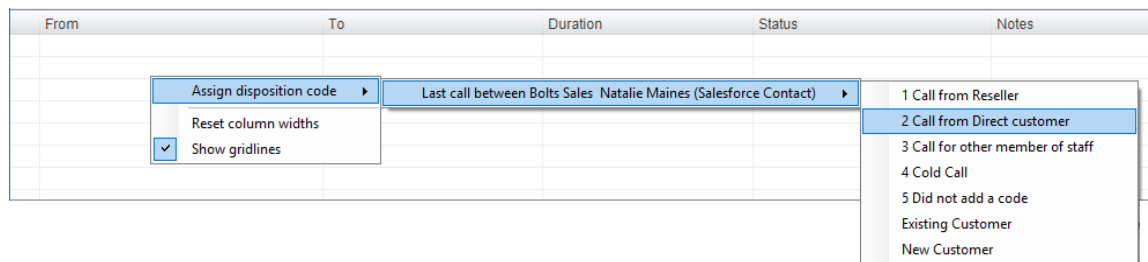 From To Duration Status Notes
Assign disposition code Last call between Bolts Sales  Natalie Maines (Salesforce Contact) 1 Call from Reseller
Reset column widths 2 Call from Direct customer
Show gridlines 3 Call for other member of staff
4 Cold Call
5 Did not add a code
Existing Customer
New Customer